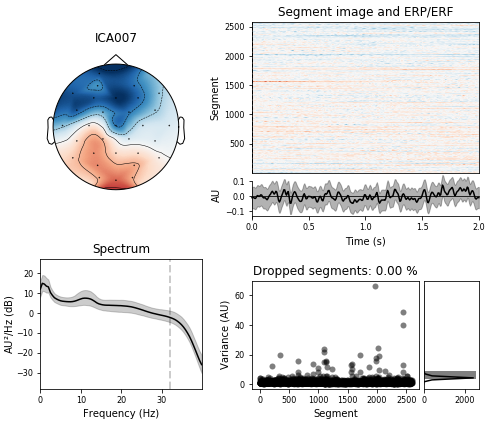 ICA007
Segment image and ERP/ERF
2500
2000
1500
1000
500
Segment
0.1
0.0
−0.1
AU
0.0 0.5 1.0 1.5 2.0
Time (s)
Spectrum
20
10
0
−10
−20
−30
AU²/Hz (dB)
0 10 20 30
Frequency (Hz)
Dropped segments: 0.00 %
60
40
20
0
Variance (AU)
0 500 1000 1500 2000 2500
Segment
0 2000